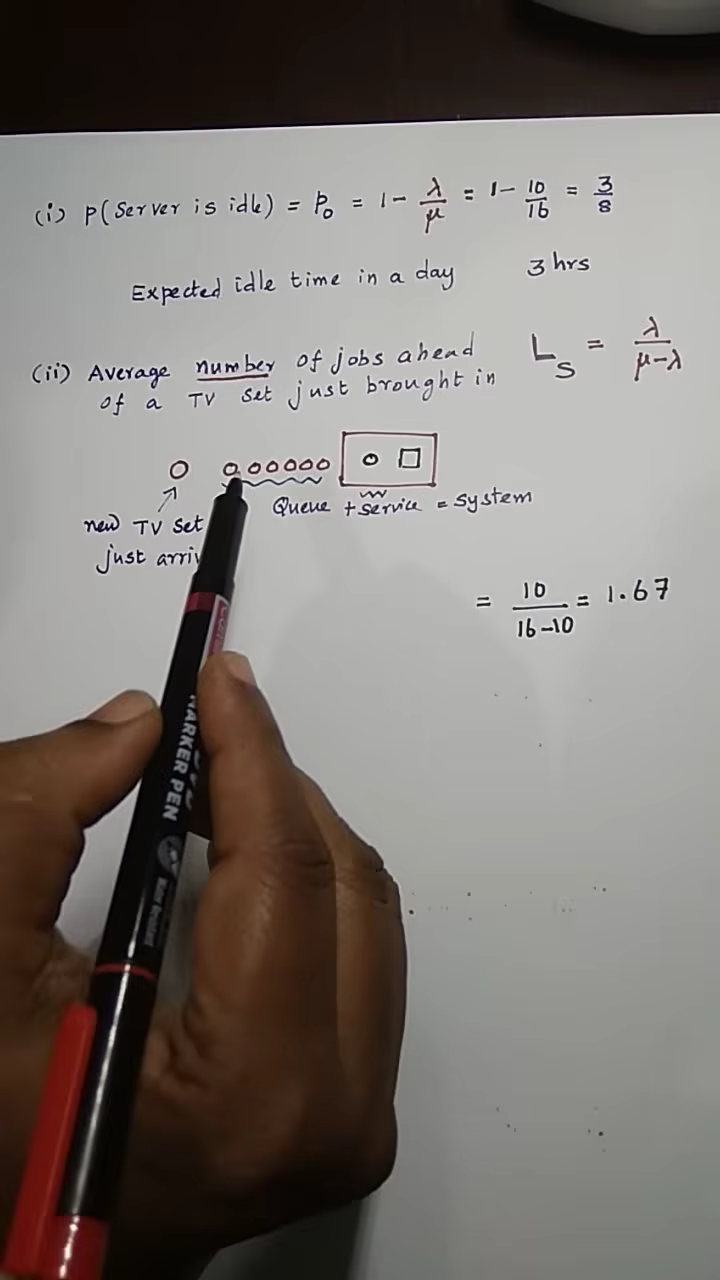 (i) P(Server is idle) = P₀ = 1 - λ/μ = 1 - 10/16 = 3/8
Expected idle time in a day 3 hrs
(ii) Average number of jobs ahead
of a TV Set just brought in
L_S = λ/(μ-λ)
Queue + service = system
new TV Set
just arri
= 10/(16-10) = 1.67
MARKER PEN